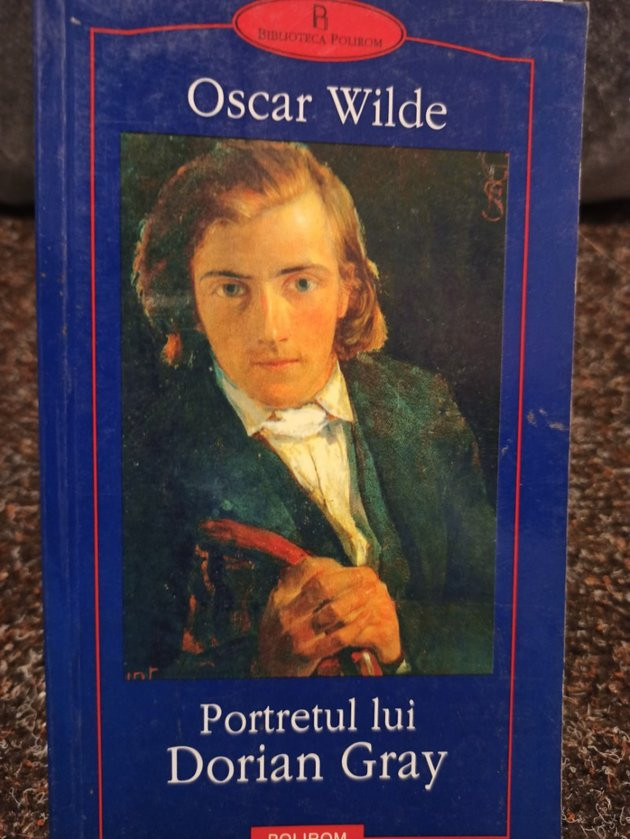 BIBLIOTECA POLIROM
Oscar Wilde
Portretul lui
Dorian Gray
POLIROM